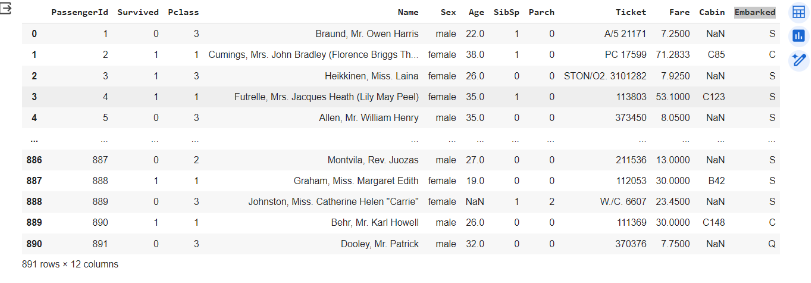 PassengerId Survived Pclass Name Sex Age SibSp Parch Ticket Fare Cabin Embarked
0 1 0 3 Braund, Mr. Owen Harris male 22.0 1 0 A/5 21171 7.2500 NaN S
1 2 1 1 Cumings, Mrs. John Bradley (Florence Briggs Th... female 38.0 1 0 PC 17599 71.2833 C85 C
2 3 1 3 Heikkinen, Miss. Laina female 26.0 0 0 STON/O2. 3101282 7.9250 NaN S
3 4 1 1 Futrelle, Mrs. Jacques Heath (Lily May Peel) female 35.0 1 0 113803 53.1000 C123 S
4 5 0 3 Allen, Mr. William Henry male 35.0 0 0 373450 8.0500 NaN S
... ... ... ... ... ... ... ... ... ... ... ... ...
886 887 0 2 Montvila, Rev. Juozas male 27.0 0 0 211536 13.0000 NaN S
887 888 1 1 Graham, Miss. Margaret Edith female 19.0 0 0 112053 30.0000 B42 S
888 889 0 3 Johnston, Miss. Catherine Helen "Carrie" female NaN 1 2 W./C. 6607 23.4500 NaN S
889 890 1 1 Behr, Mr. Karl Howell male 26.0 0 0 111369 30.0000 C148 C
890 891 0 3 Dooley, Mr. Patrick male 32.0 0 0 370376 7.7500 NaN Q
891 rows × 12 columns